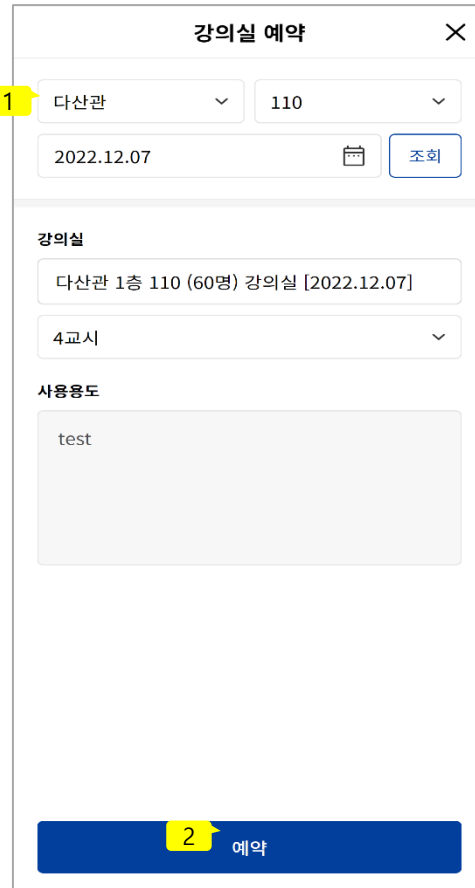 강의실 예약
1
다산관 110
2022.12.07 조회
강의실
다산관 1층 110 (60명) 강의실 [2022.12.07]
4교시
사용용도
test
2
예약